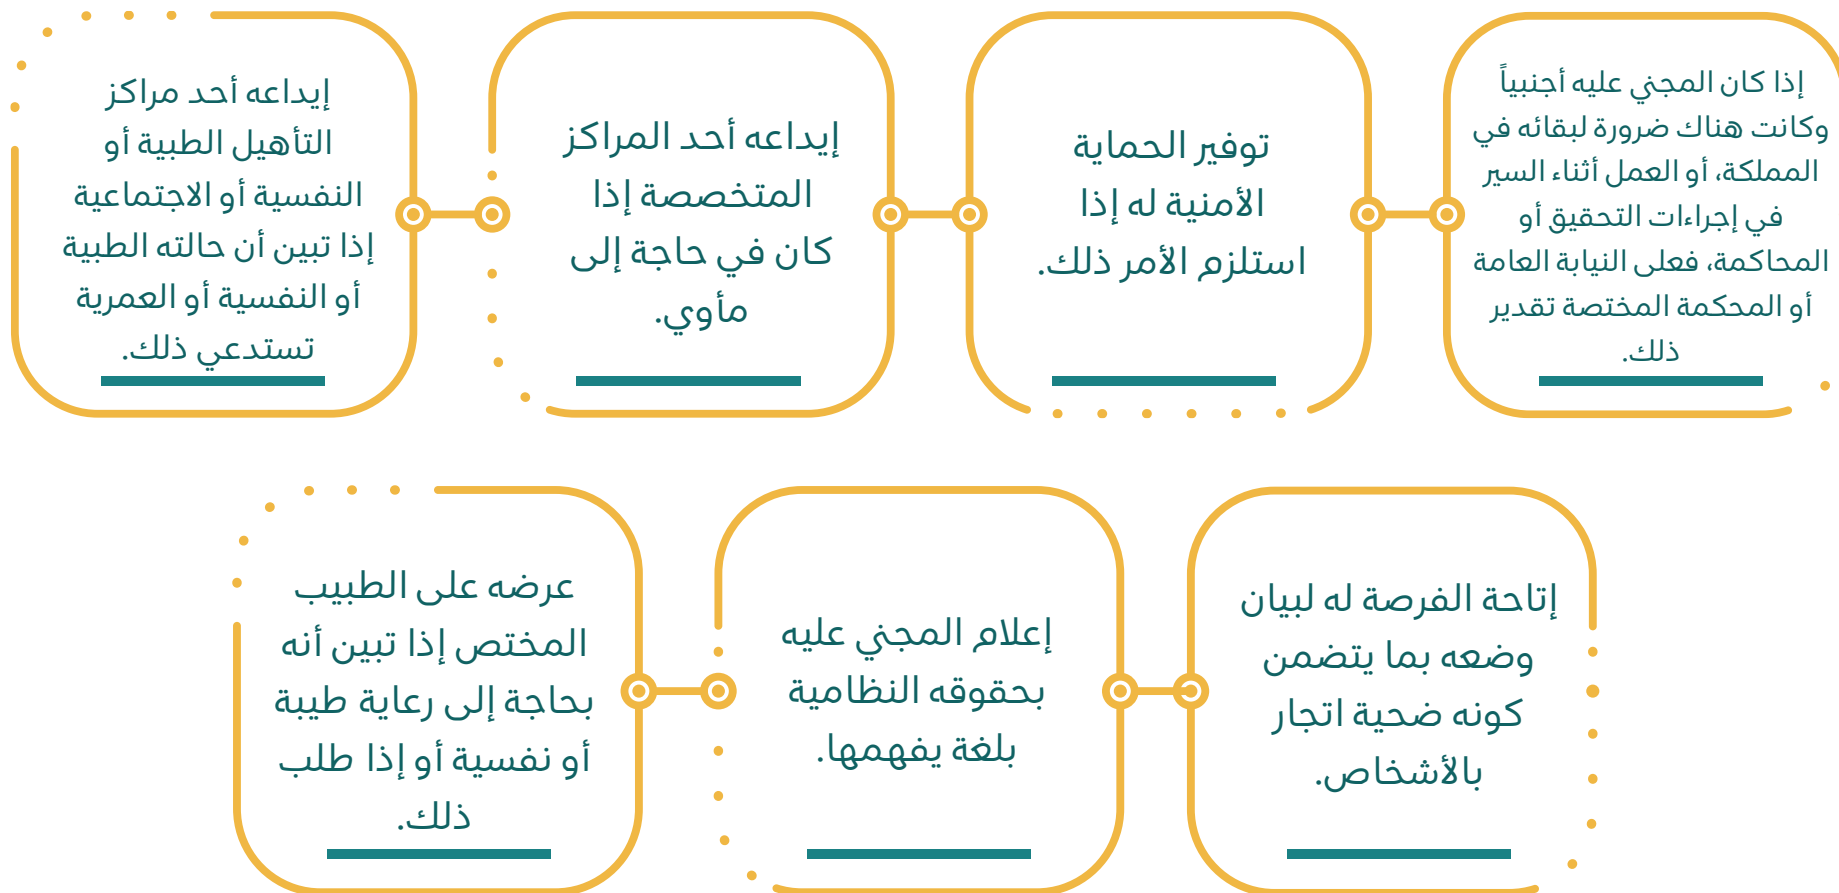 إذا كان المجني عليه أجنبياً
وكانت هناك ضرورة لبقائه في
المملكة، أو العمل أثناء السير
في إجراءات التحقيق أو
المحاكمة، فعلى النيابة العامة
أو المحكمة المختصة تقدير
ذلك.
توفير الحماية
الأمنية له إذا
استلزم الأمر ذلك.
إيداعه أحد المراكز
المتخصصة إذا
كان في حاجة إلى
مأوي.
إيداعه أحد مراكز
التأهيل الطبية أو
النفسية أو الاجتماعية
إذا تبين أن حالته الطبية
أو النفسية أو العمرية
تستدعي ذلك.
إتاحة الفرصة له لبيان
وضعه بما يتضمن
كونه ضحية اتجار
بالأشخاص.
إعلام المجني عليه
بحقوقه النظامية
بلغة يفهمها.
عرضه على الطبيب
المختص إذا تبين أنه
بحاجة إلى رعاية طيبة
أو نفسية أو إذا طلب
ذلك.